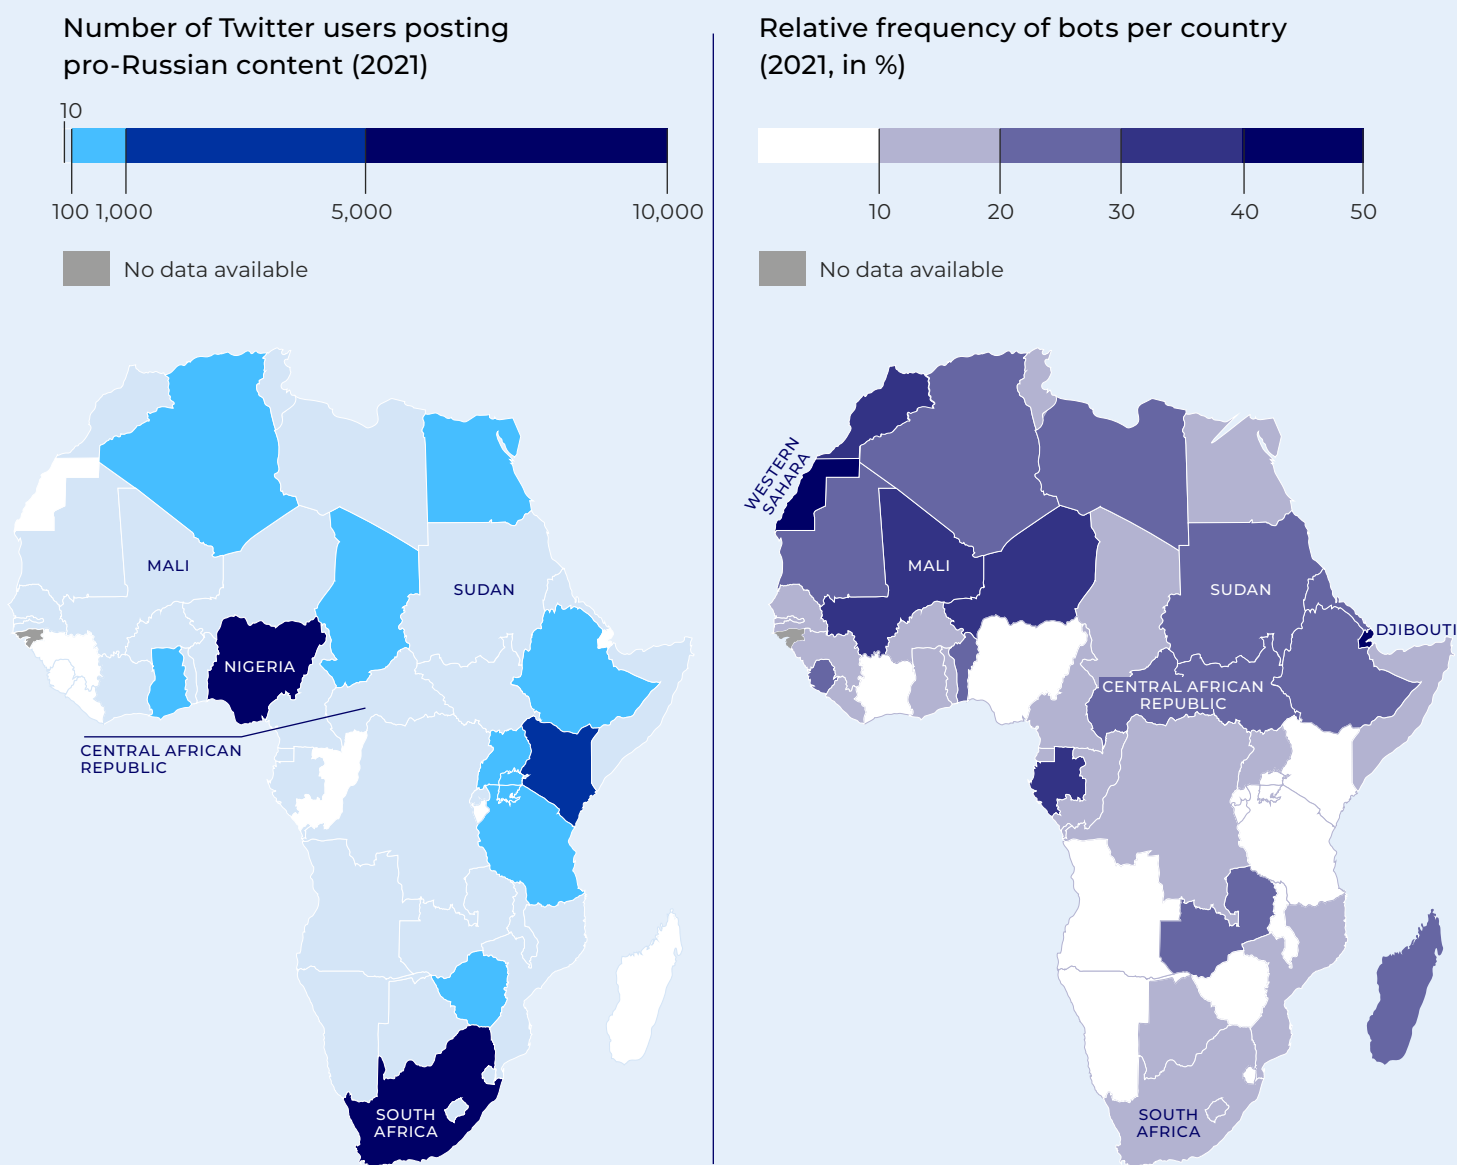 Number of Twitter users posting
pro-Russian content (2021)
10
100 1,000 5,000 10,000
No data available
MALI
SUDAN
NIGERIA
CENTRAL AFRICAN
REPUBLIC
SOUTH
AFRICA
Relative frequency of bots per country
(2021, in %)
10 20 30 40 50
No data available
WESTERN
SAHARA
MALI
SUDAN
DJIBOUTI
CENTRAL AFRICAN
REPUBLIC
SOUTH
AFRICA